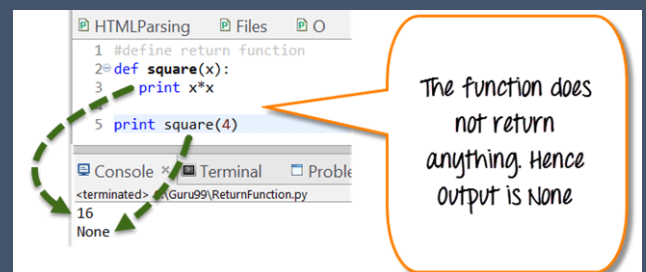 HTMLParsing Files O
1 #define return function
2 def square(x):
3 print x*x
4
5 print square(4)
Console Terminal Proble
<terminated> \Guru99\ReturnFunction.py
16
None
The function does
not return
anything. Hence
Output is None